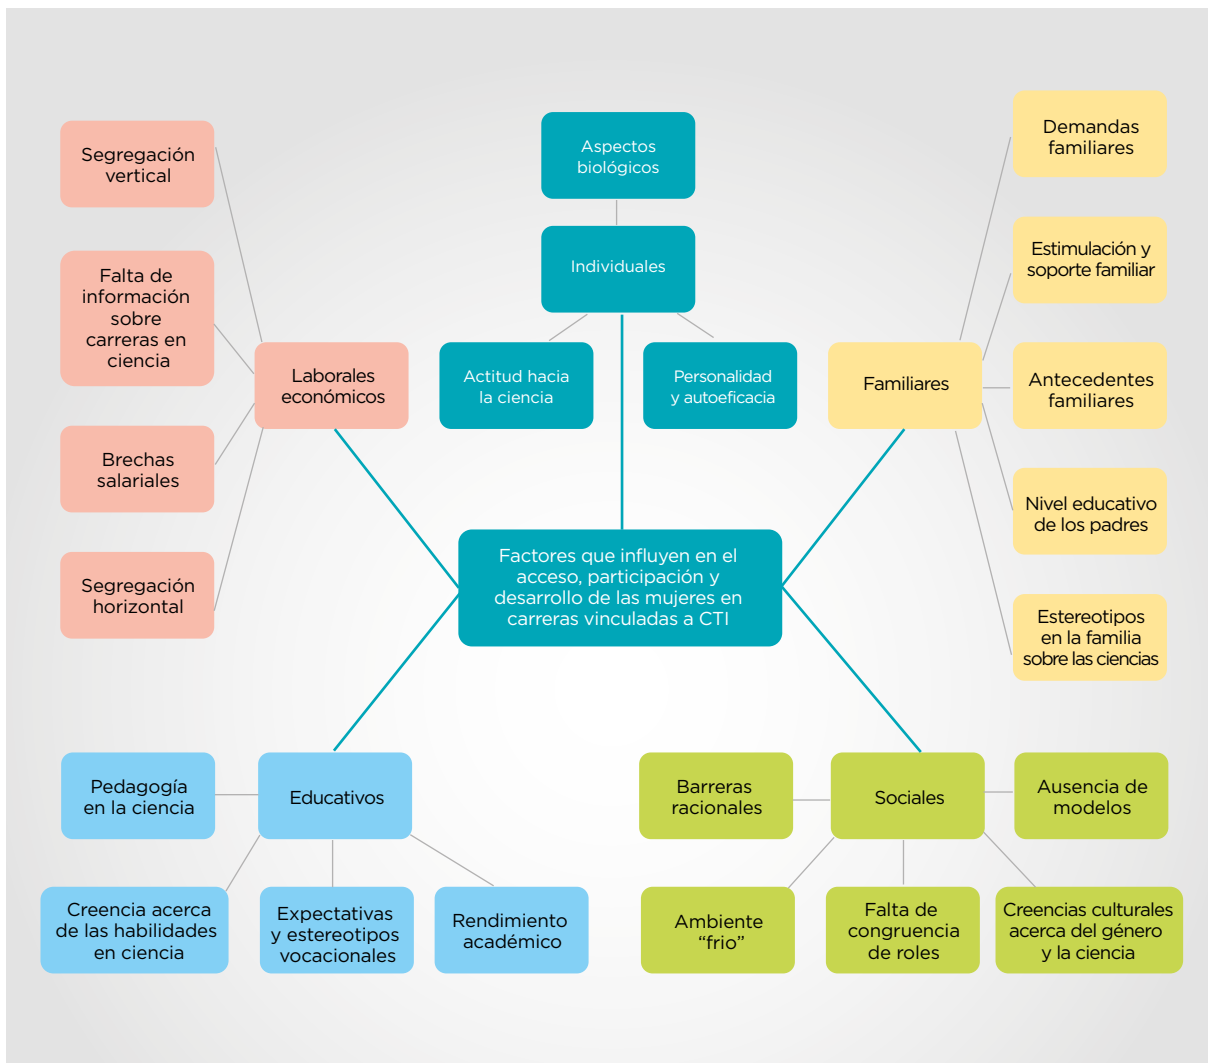 Segregación
vertical
Falta de
información
sobre
carreras en
ciencia
Brechas
salariales
Segregación
horizontal
Laborales
económicos
Aspectos
biológicos
Individuales
Actitud hacia
la ciencia
Personalidad
y autoeficacia
Familiares
Demandas
familiares
Estimulación y
soporte familiar
Antecedentes
familiares
Nivel educativo
de los padres
Estereotipos
en la familia
sobre las ciencias
Factores que influyen en el
acceso, participación y
desarrollo de las mujeres en
carreras vinculadas a CTI
Pedagogía
en la ciencia
Educativos
Creencia acerca
de las habilidades
en ciencia
Expectativas
y estereotipos
vocacionales
Rendimiento
académico
Barreras
racionales
Sociales
Ausencia de
modelos
Ambiente
“frio”
Falta de
congruencia
de roles
Creencias culturales
acerca del género
y la ciencia